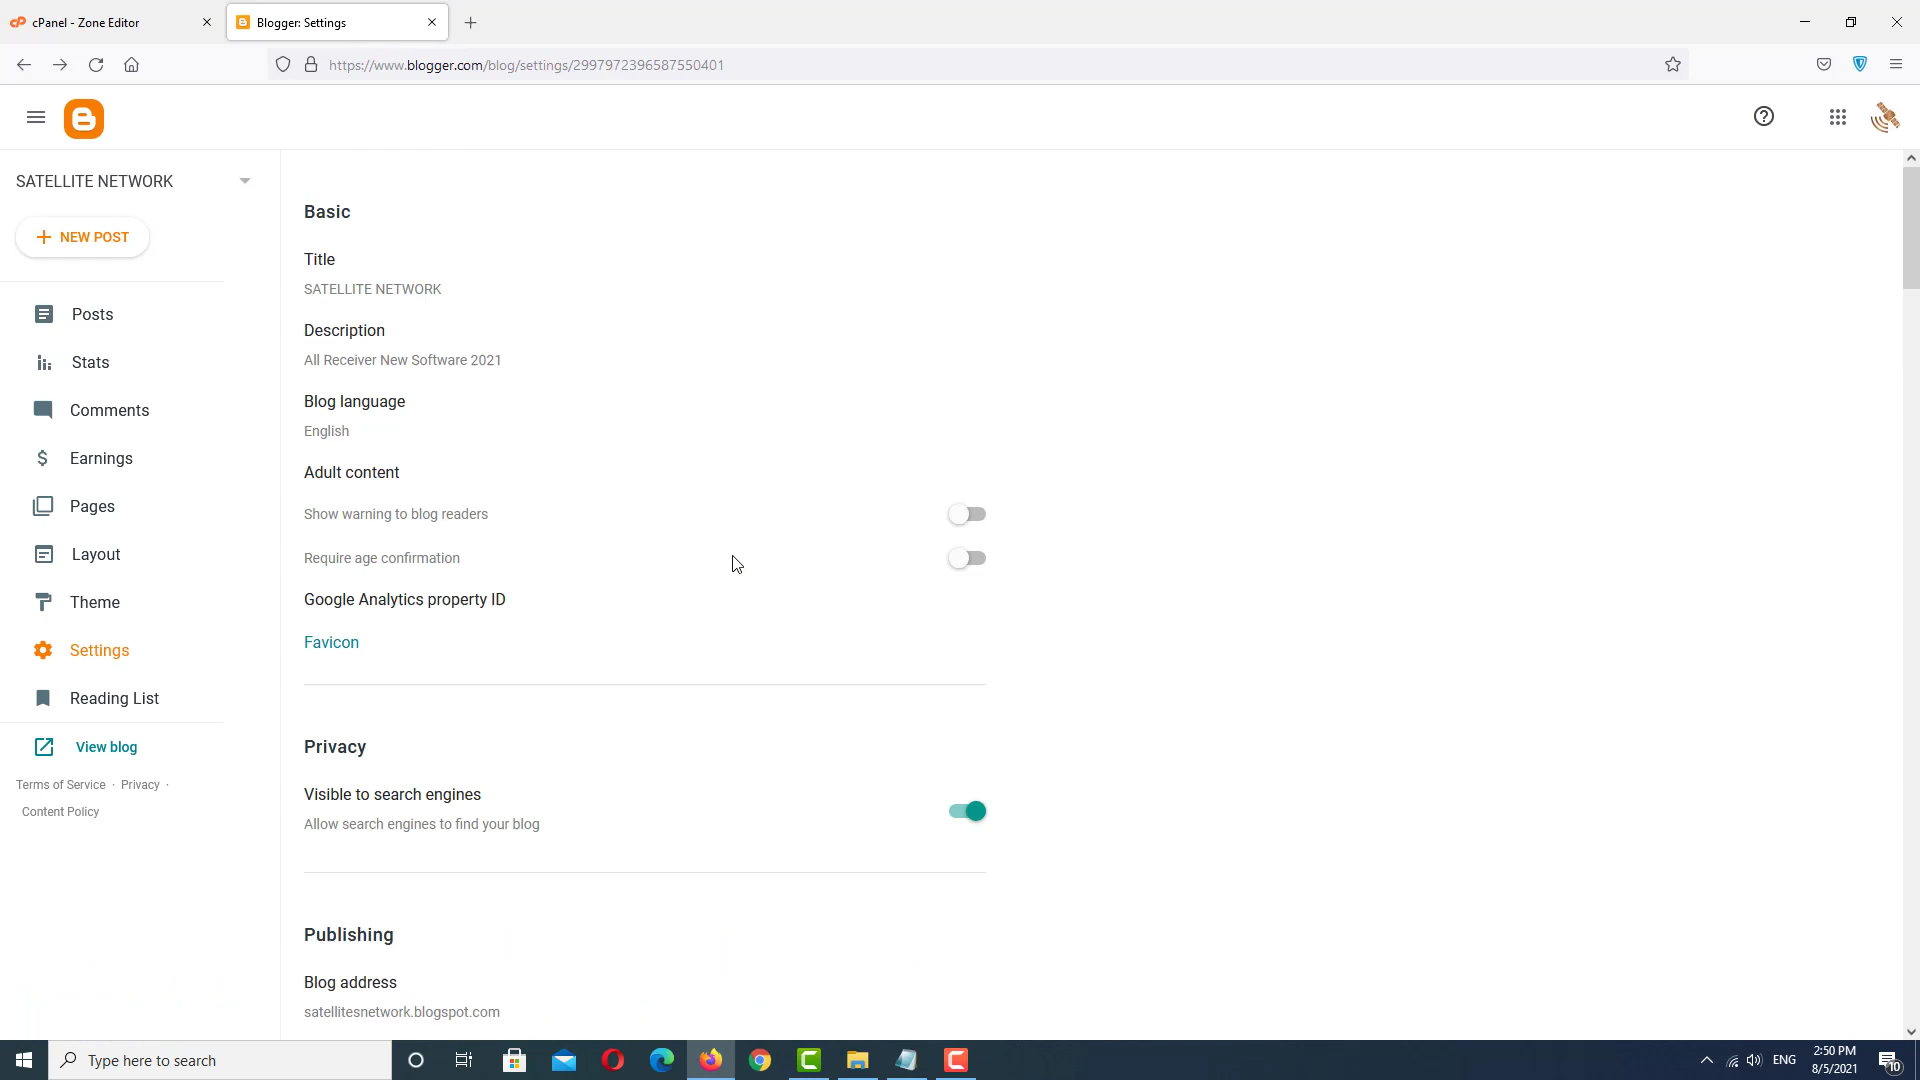 cPanel - Zone Editor
Blogger: Settings
https://www.blogger.com/blog/settings/2997972396587550401
SATELLITE NETWORK
NEW POST
Posts
Stats
Comments
Earnings
Pages
Layout
Theme
Settings
Reading List
View blog
Terms of Service · Privacy ·
Content Policy
Basic
Title
SATELLITE NETWORK
Description
All Receiver New Software 2021
Blog language
English
Adult content
Show warning to blog readers
Require age confirmation
Google Analytics property ID
Favicon
Privacy
Visible to search engines
Allow search engines to find your blog
Publishing
Blog address
satellitesnetwork.blogspot.com
Type here to search
ENG
2:50 PM
8/5/2021
10